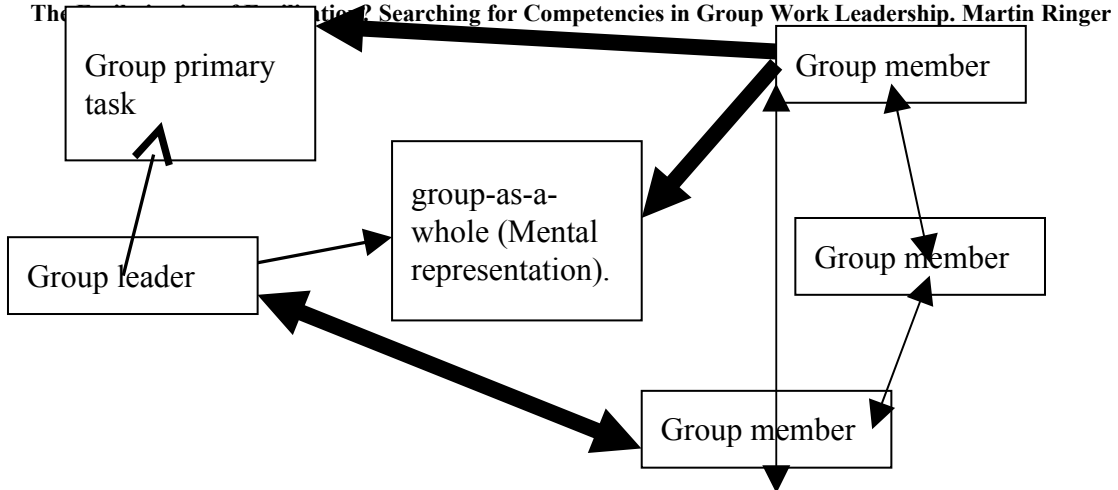 The of ? Searching for Competencies in Group Work Leadership. Martin Ringer
Group primary
task
Group member
group-as-a-
whole (Mental
representation).
Group leader
Group member
Group member